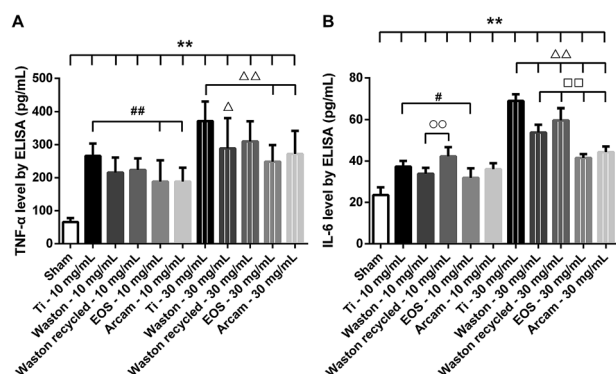 A
**
△△
##
△
TNF-α level by ELISA (pg/mL)
500
400
300
200
100
0
Sham
Ti - 10 mg/mL
Waston - 10 mg/mL
Waston recycled - 10 mg/mL
EOS - 10 mg/mL
Arcam - 10 mg/mL
Ti - 30 mg/mL
Waston - 30 mg/mL
Waston recycled - 30 mg/mL
EOS - 30 mg/mL
Arcam - 30 mg/mL
B
**
△△
□□
#
○○
IL-6 level by ELISA (pg/mL)
80
60
40
20
0
Sham
Ti - 10 mg/mL
Waston - 10 mg/mL
Waston recycled - 10 mg/mL
EOS - 10 mg/mL
Arcam - 10 mg/mL
Ti - 30 mg/mL
Waston - 30 mg/mL
Waston recycled - 30 mg/mL
EOS - 30 mg/mL
Arcam - 30 mg/mL